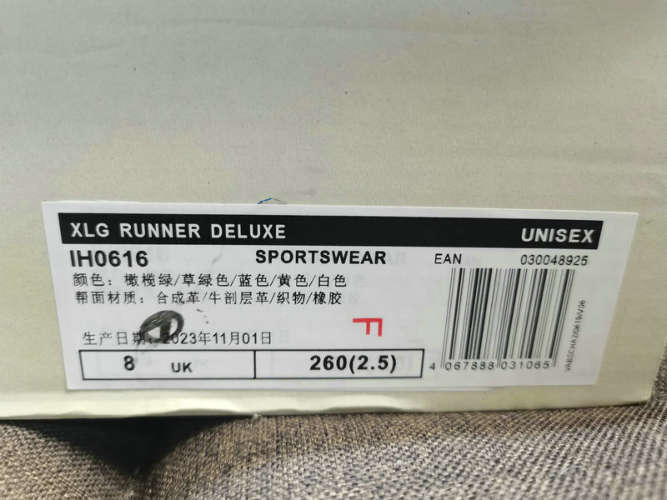 XLG RUNNER DELUXE UNISEX
IH0616 SPORTSWEAR EAN 030048925
颜色: 橄榄绿/草绿色/蓝色/黄色/白色
帮面材质: 合成革/牛剖层革/织物/橡胶
F
生产日期: 2023年11月01日
8 UK 260(2.5) 4 067888 031065